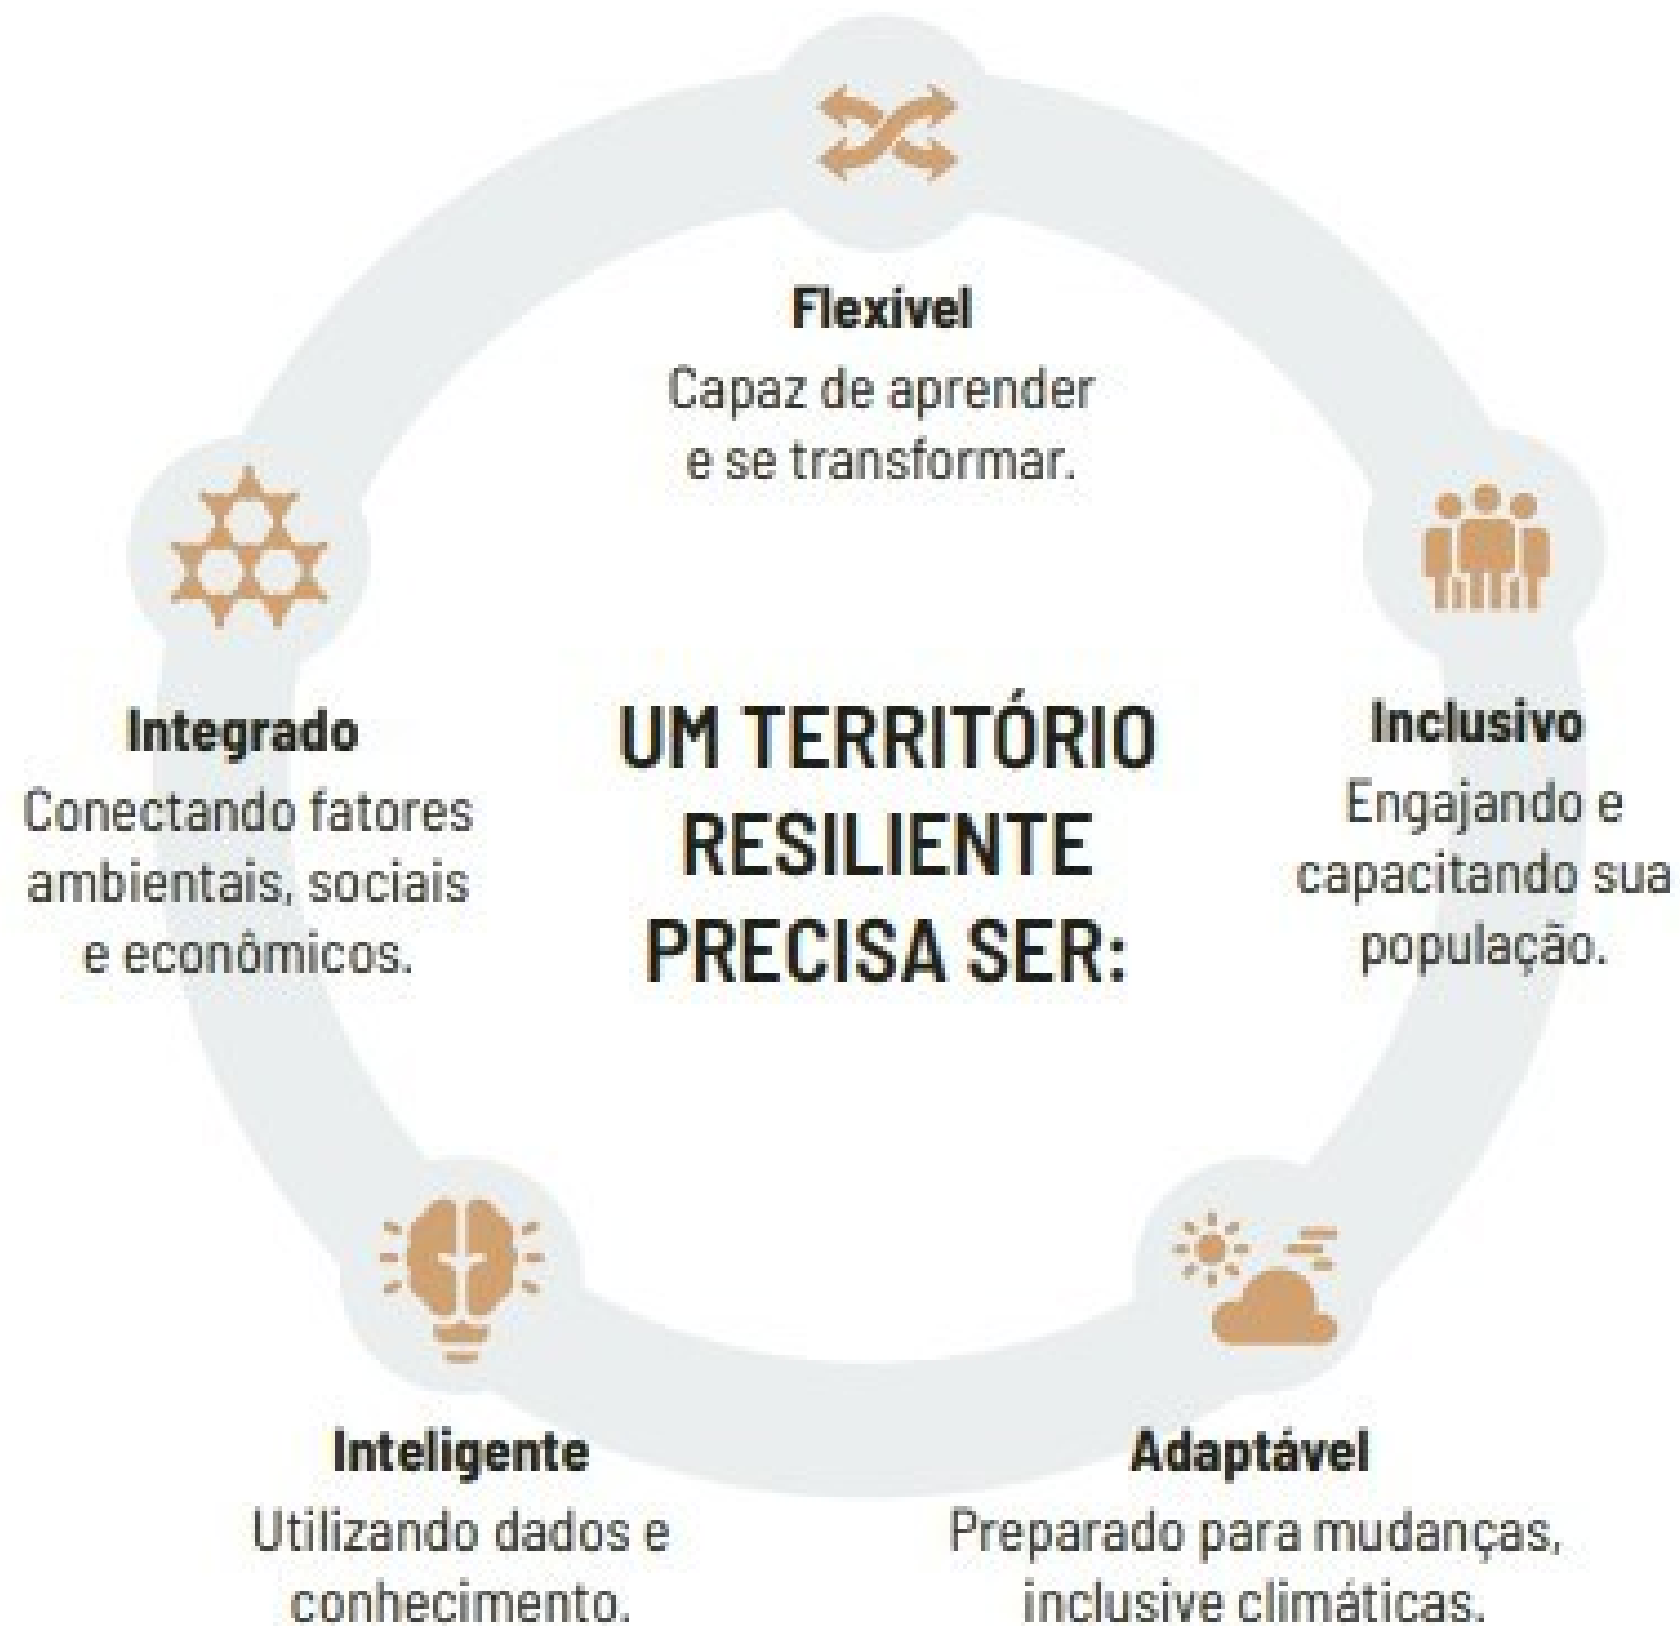 Flexível
Capaz de aprender
e se transformar.
Integrado
Conectando fatores
ambientais, sociais
e econômicos.
UM TERRITÓRIO
RESILIENTE
PRECISA SER:
Inclusivo
Engajando e
capacitando sua
população.
Inteligente
Utilizando dados e
conhecimento.
Adaptável
Preparado para mudanças,
inclusive climáticas.